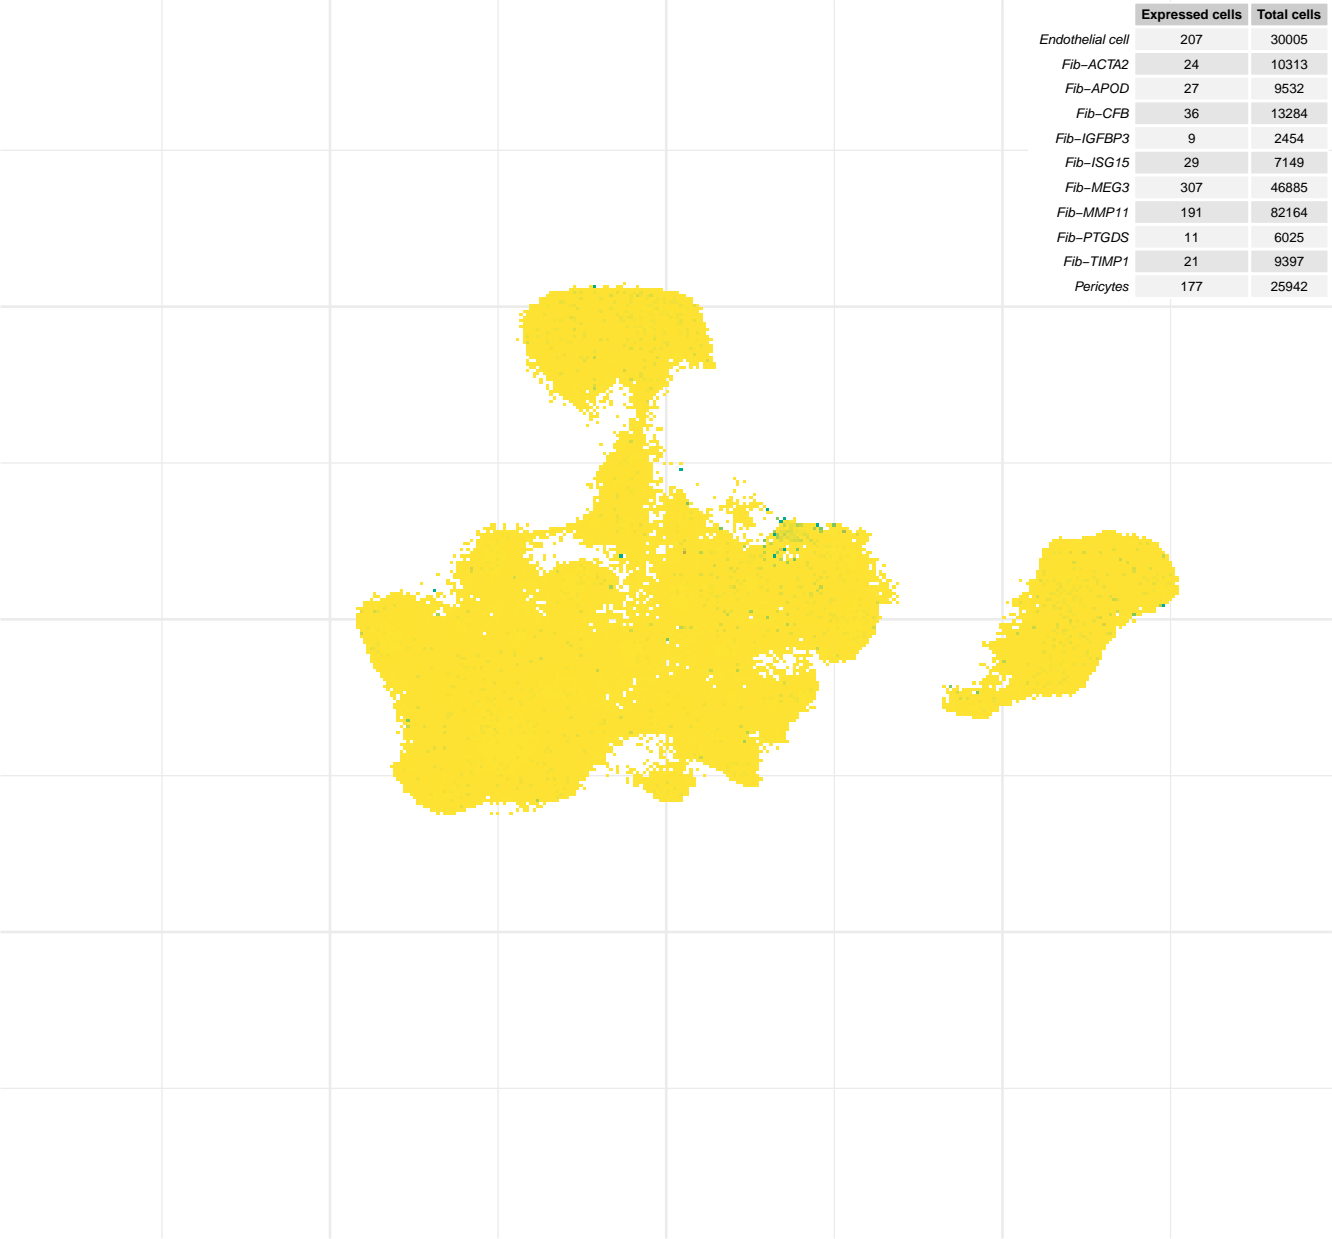 Expressed cells Total cells
Endothelial cell 207 30005
Fib−ACTA2 24 10313
Fib−APOD 27 9532
Fib−CFB 36 13284
Fib−IGFBP3 9 2454
Fib−ISG15 29 7149
Fib−MEG3 307 46885
Fib−MMP11 191 82164
Fib−PTGDS 11 6025
Fib−TIMP1 21 9397
Pericytes 177 25942